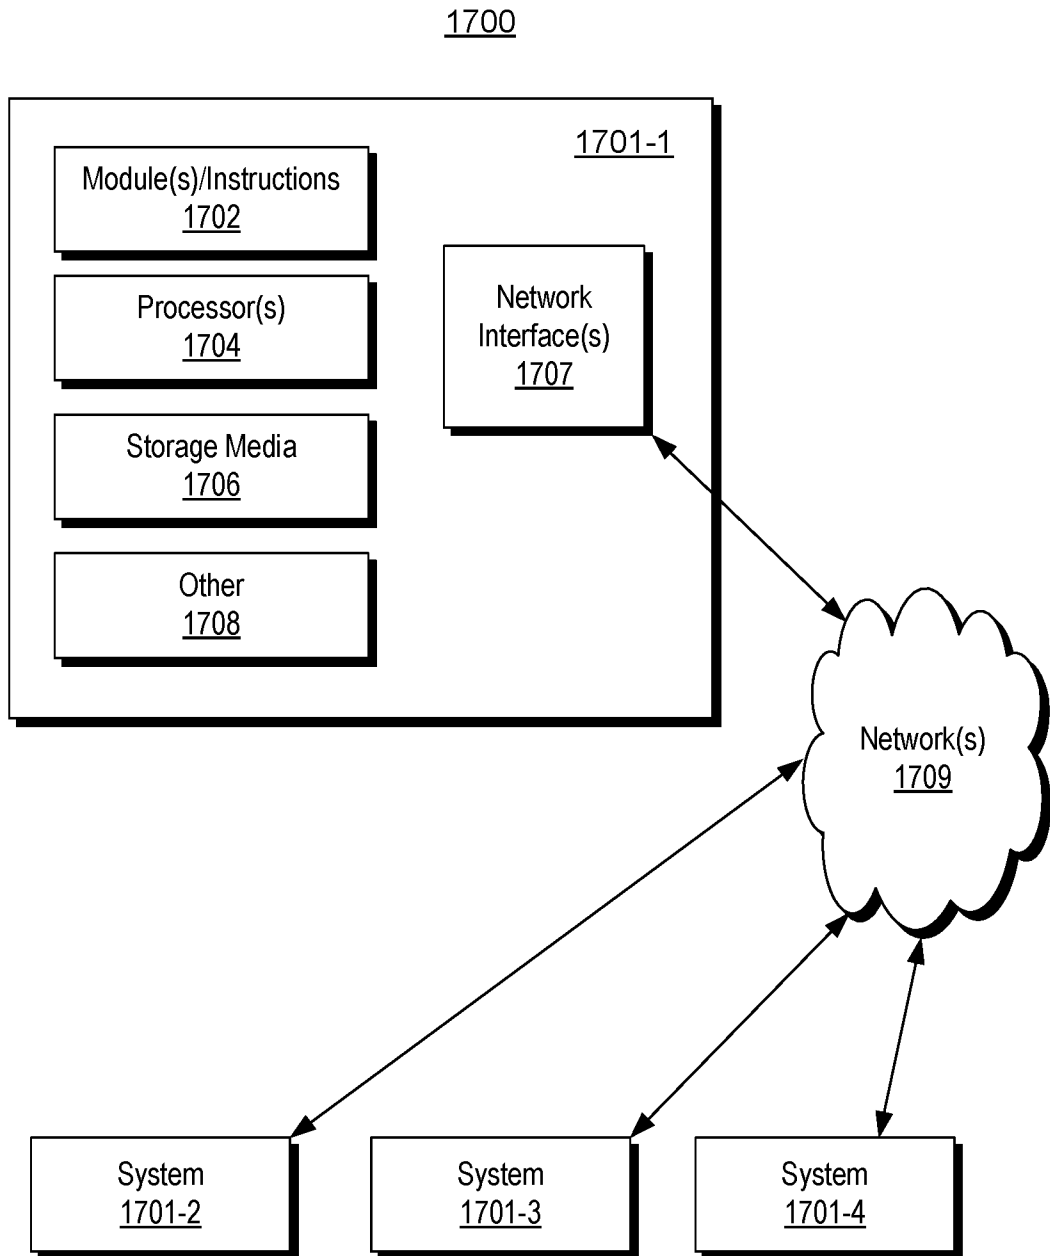 1700
1701-1
Module(s)/Instructions
1702
Processor(s)
1704
Storage Media
1706
Other
1708
Network
Interface(s)
1707
Network(s)
1709
System
1701-2
System
1701-3
System
1701-4